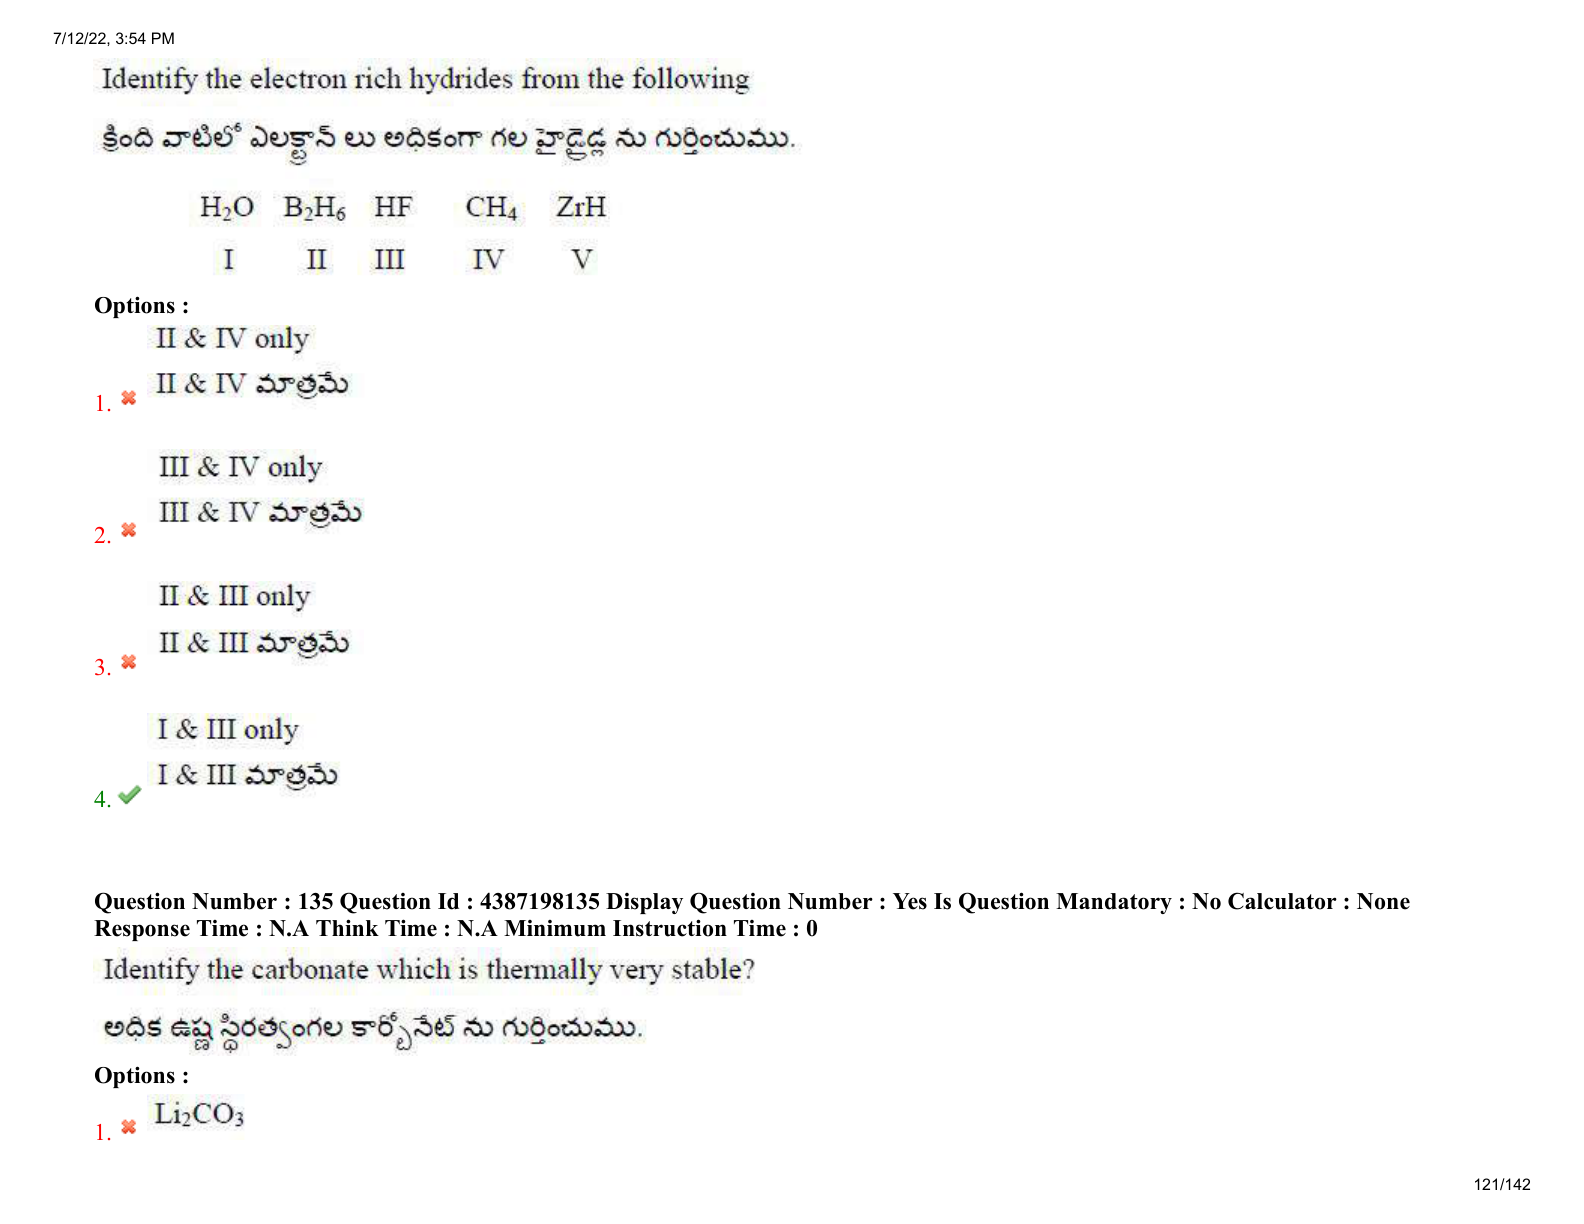 7/12/22, 3:54 PM
Identify the electron rich hydrides from the following
క్రింది వాటిలో ఎలక్ట్రాన్ లు అధికంగా గల హైడ్రైడ్ల ను గుర్తించుము.
H₂O B₂H₆ HF CH₄ ZrH
I II III IV V
Options :
II & IV only
II & IV మాత్రమే
1.
III & IV only
III & IV మాత్రమే
2.
II & III only
II & III మాత్రమే
3.
I & III only
I & III మాత్రమే
4.
Question Number : 135 Question Id : 4387198135 Display Question Number : Yes Is Question Mandatory : No Calculator : None
Response Time : N.A Think Time : N.A Minimum Instruction Time : 0
Identify the carbonate which is thermally very stable?
అధిక ఉష్ణ స్థిరత్వంగల కార్బోనేట్ ను గుర్తించుము.
Options :
Li₂CO₃
1.
121/142